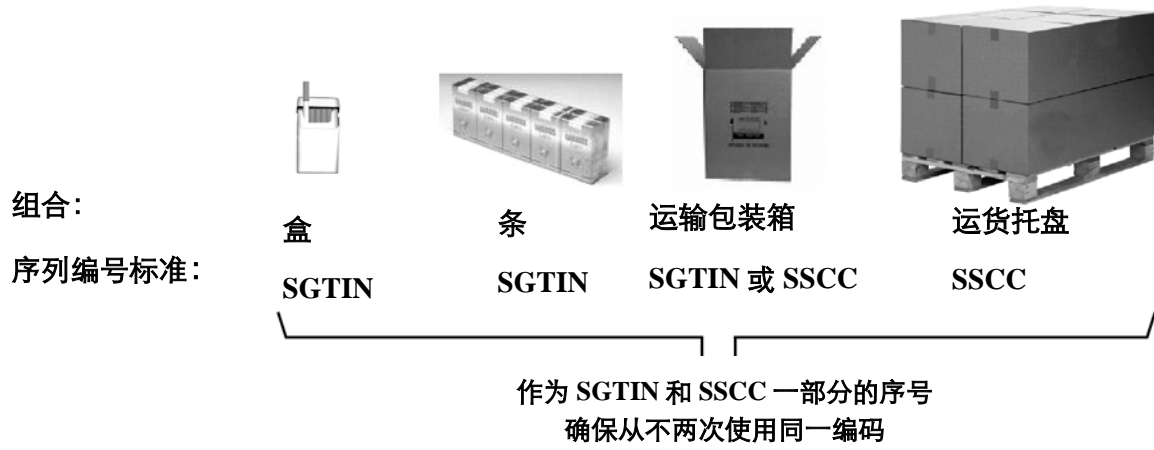 组合：
盒
条
运输包装箱
运货托盘
序列编号标准：
SGTIN
SGTIN
SGTIN 或 SSCC
SSCC
作为 SGTIN 和 SSCC 一部分的序号
确保从不两次使用同一编码